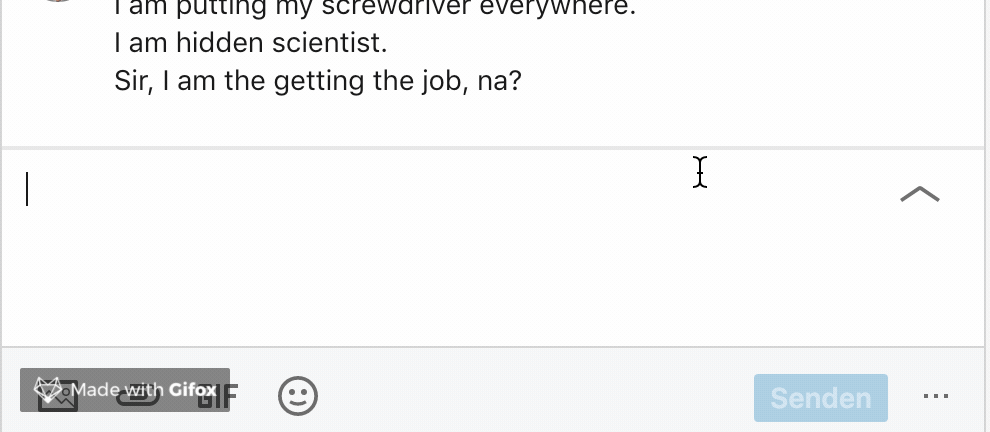 I am putting my screwdriver everywhere.
I am hidden scientist.
Sir, I am the getting the job, na?
Made with Gifox
GIF
Senden